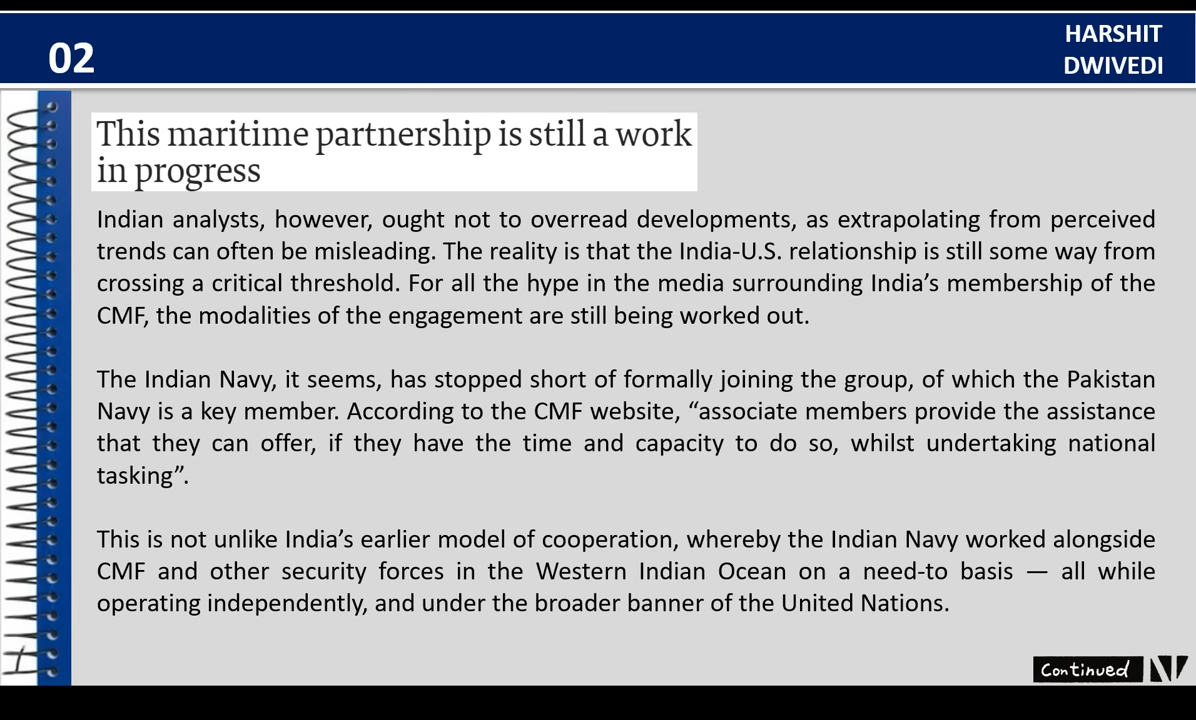 02
HARSHIT
DWIVEDI
This maritime partnership is still a work
in progress
Indian analysts, however, ought not to overread developments, as extrapolating from perceived
trends can often be misleading. The reality is that the India-U.S. relationship is still some way from
crossing a critical threshold. For all the hype in the media surrounding India’s membership of the
CMF, the modalities of the engagement are still being worked out.
The Indian Navy, it seems, has stopped short of formally joining the group, of which the Pakistan
Navy is a key member. According to the CMF website, “associate members provide the assistance
that they can offer, if they have the time and capacity to do so, whilst undertaking national
tasking”.
This is not unlike India’s earlier model of cooperation, whereby the Indian Navy worked alongside
CMF and other security forces in the Western Indian Ocean on a need-to basis — all while
operating independently, and under the broader banner of the United Nations.
Continued